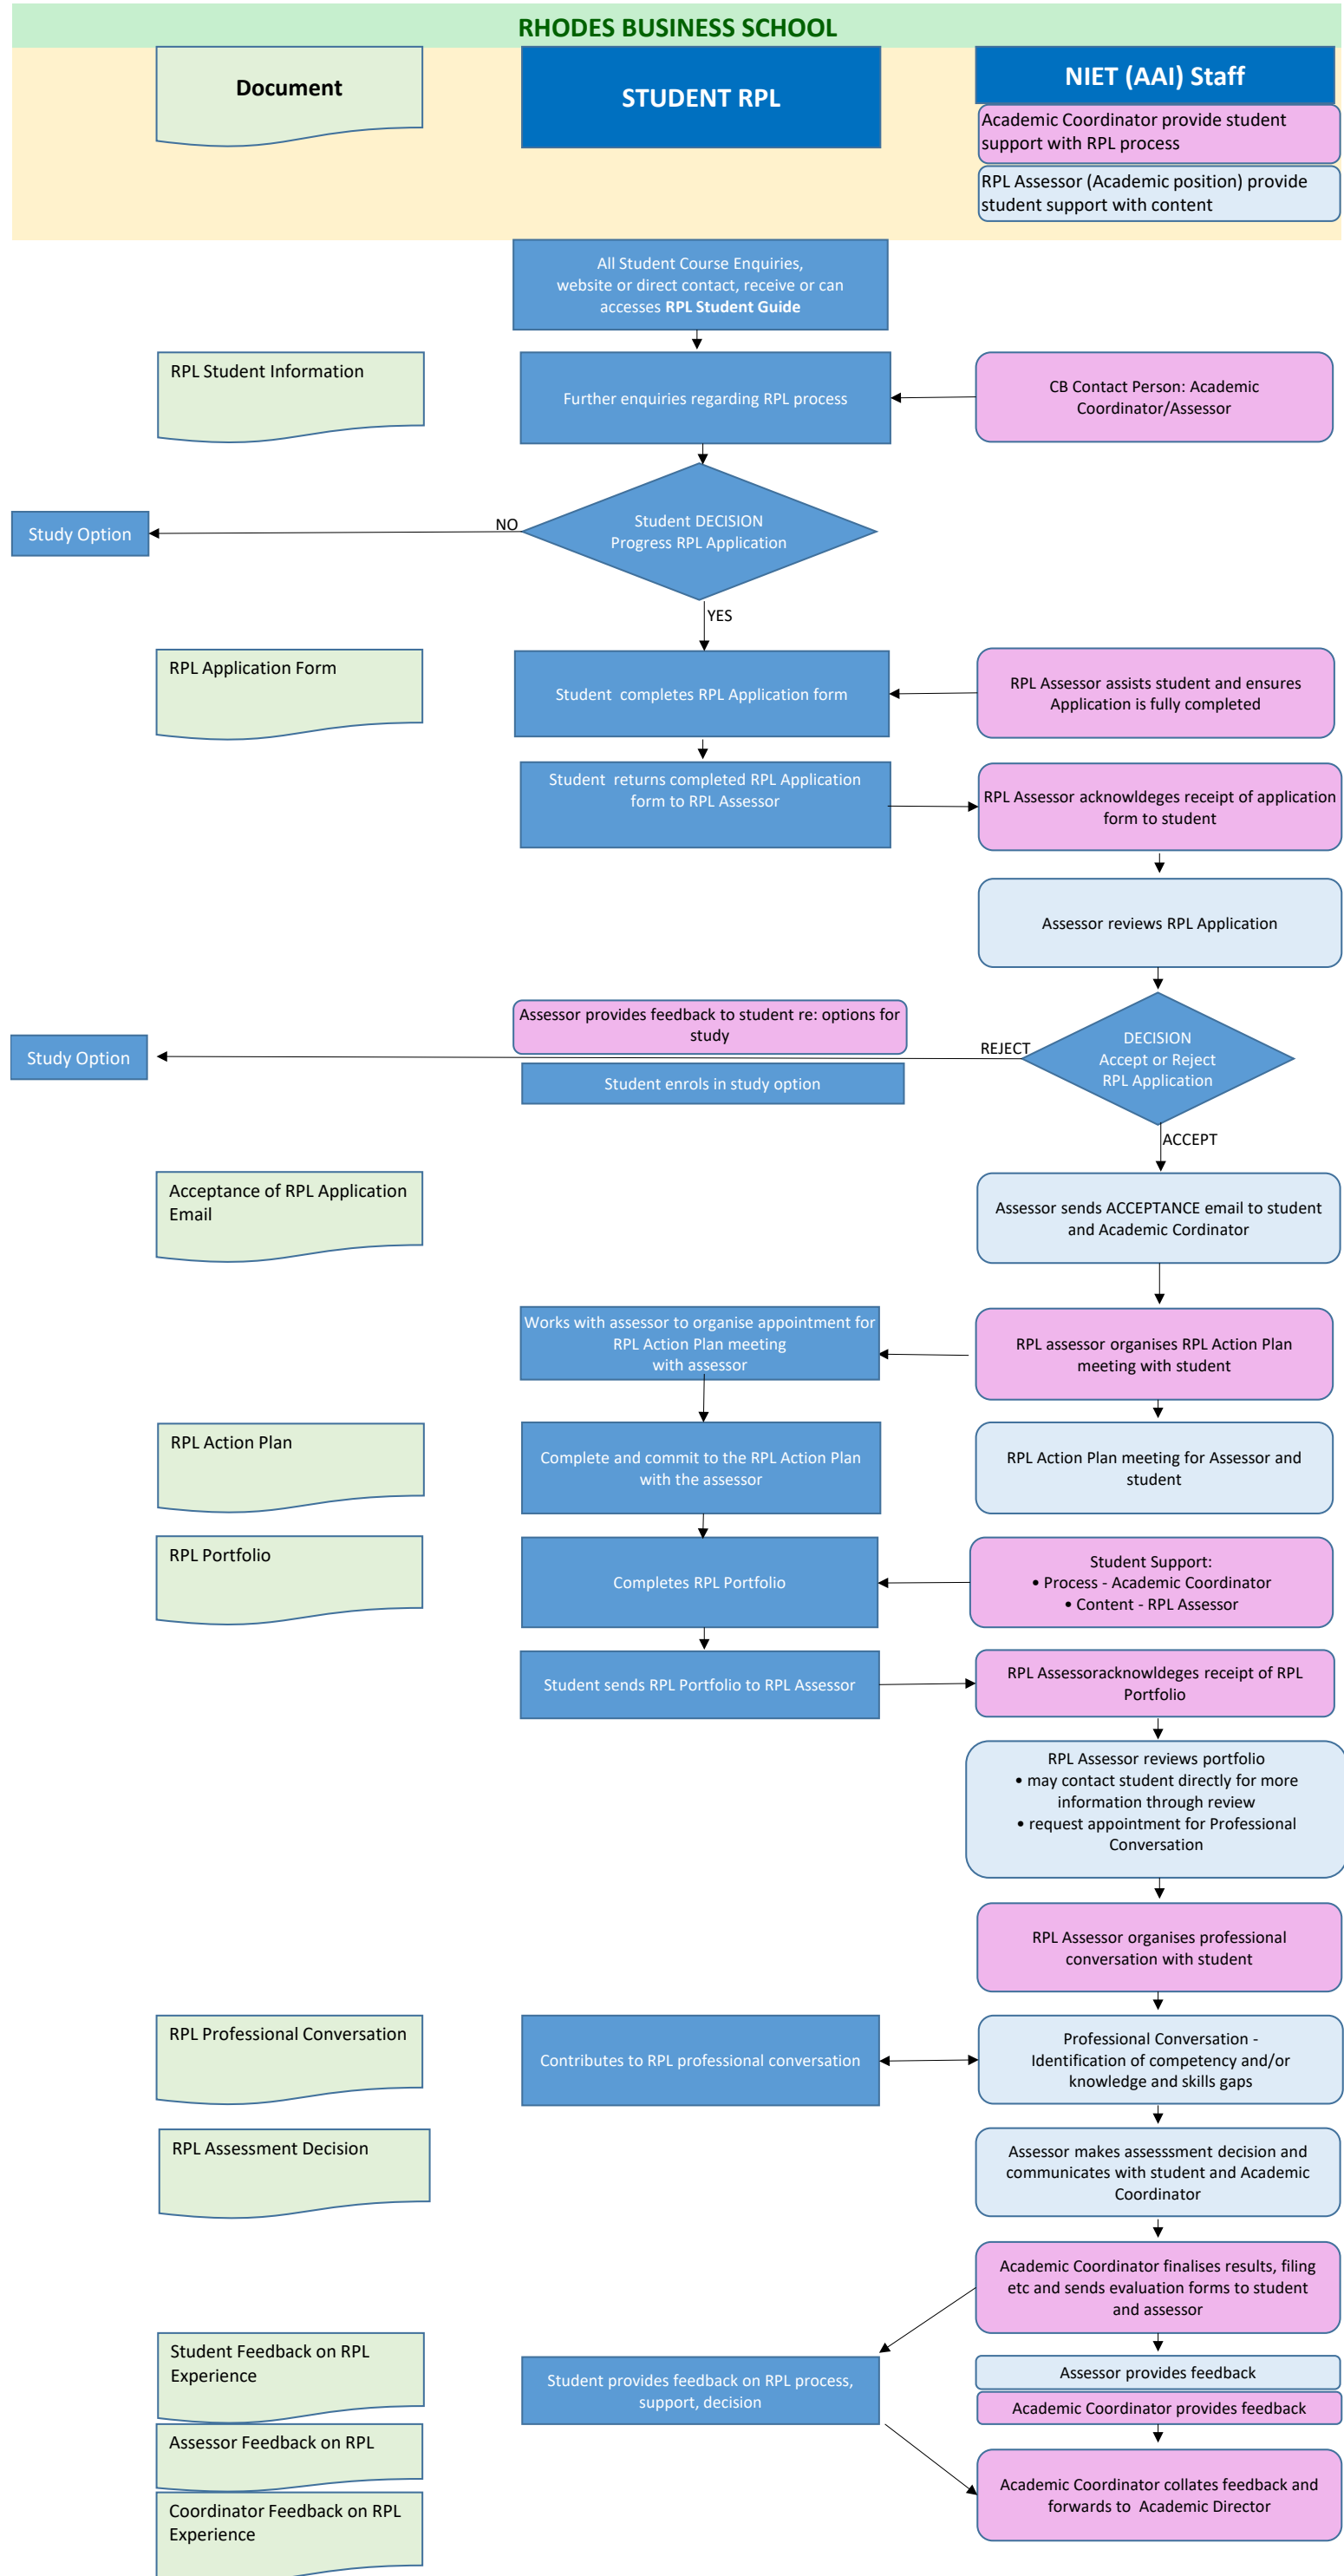 RHODES BUSINESS SCHOOL
Document
STUDENT RPL
NIET (AAI) Staff
Academic Coordinator provide student
support with RPL process
RPL Assessor (Academic position) provide
student support with content
All Student Course Enquiries,
website or direct contact, receive or can
accesses RPL Student Guide
RPL Student Information
Further enquiries regarding RPL process
CB Contact Person: Academic
Coordinator/Assessor
Study Option
NO
Student DECISION
Progress RPL Application
YES
RPL Application Form
Student completes RPL Application form
RPL Assessor assists student and ensures
Application is fully completed
Student returns completed RPL Application
form to RPL Assessor
RPL Assessor acknowldeges receipt of application
form to student
Assessor reviews RPL Application
Assessor provides feedback to student re: options for
study
Study Option
REJECT
DECISION
Accept or Reject
RPL Application
Student enrols in study option
ACCEPT
Acceptance of RPL Application
Email
Assessor sends ACCEPTANCE email to student
and Academic Cordinator
Works with assessor to organise appointment for
RPL Action Plan meeting
with assessor
RPL assessor organises RPL Action Plan
meeting with student
RPL Action Plan
Complete and commit to the RPL Action Plan
with the assessor
RPL Action Plan meeting for Assessor and
student
RPL Portfolio
Completes RPL Portfolio
Student Support:
• Process - Academic Coordinator
• Content - RPL Assessor
Student sends RPL Portfolio to RPL Assessor
RPL Assessoracknowldeges receipt of RPL
Portfolio
RPL Assessor reviews portfolio
• may contact student directly for more
information through review
• request appointment for Professional
Conversation
RPL Assessor organises professional
conversation with student
RPL Professional Conversation
Contributes to RPL professional conversation
Professional Conversation -
Identification of competency and/or
knowledge and skills gaps
RPL Assessment Decision
Assessor makes assesssment decision and
communicates with student and Academic
Coordinator
Academic Coordinator finalises results, filing
etc and sends evaluation forms to student
and assessor
Student Feedback on RPL
Experience
Student provides feedback on RPL process,
support, decision
Assessor provides feedback
Academic Coordinator provides feedback
Assessor Feedback on RPL
Academic Coordinator collates feedback and
forwards to Academic Director
Coordinator Feedback on RPL
Experience